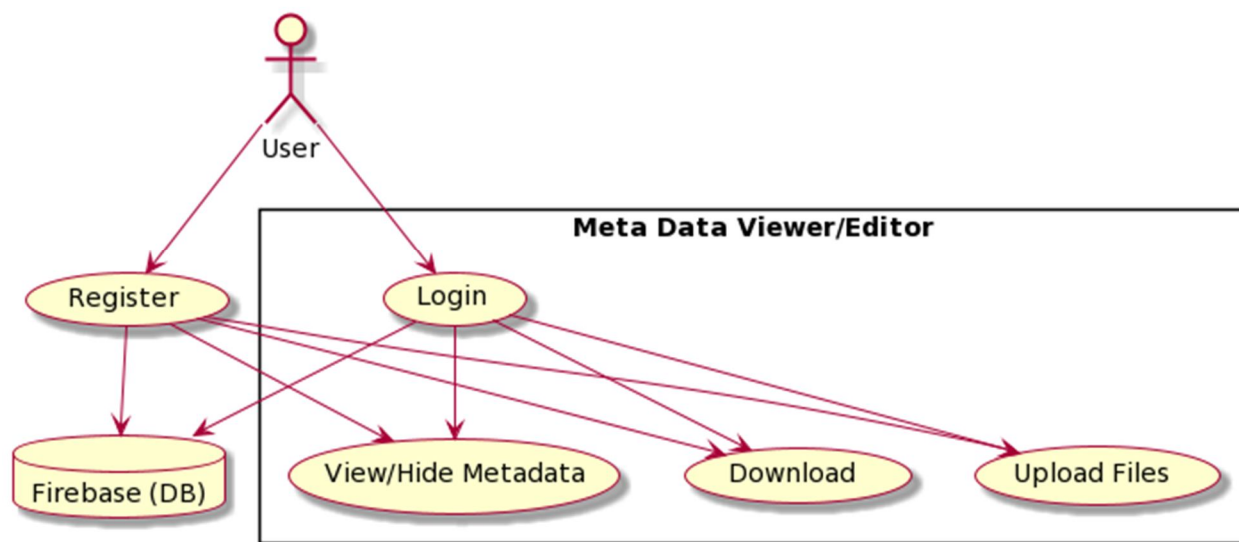 User
Meta Data Viewer/Editor
Register
Login
Firebase (DB)
View/Hide Metadata
Download
Upload Files